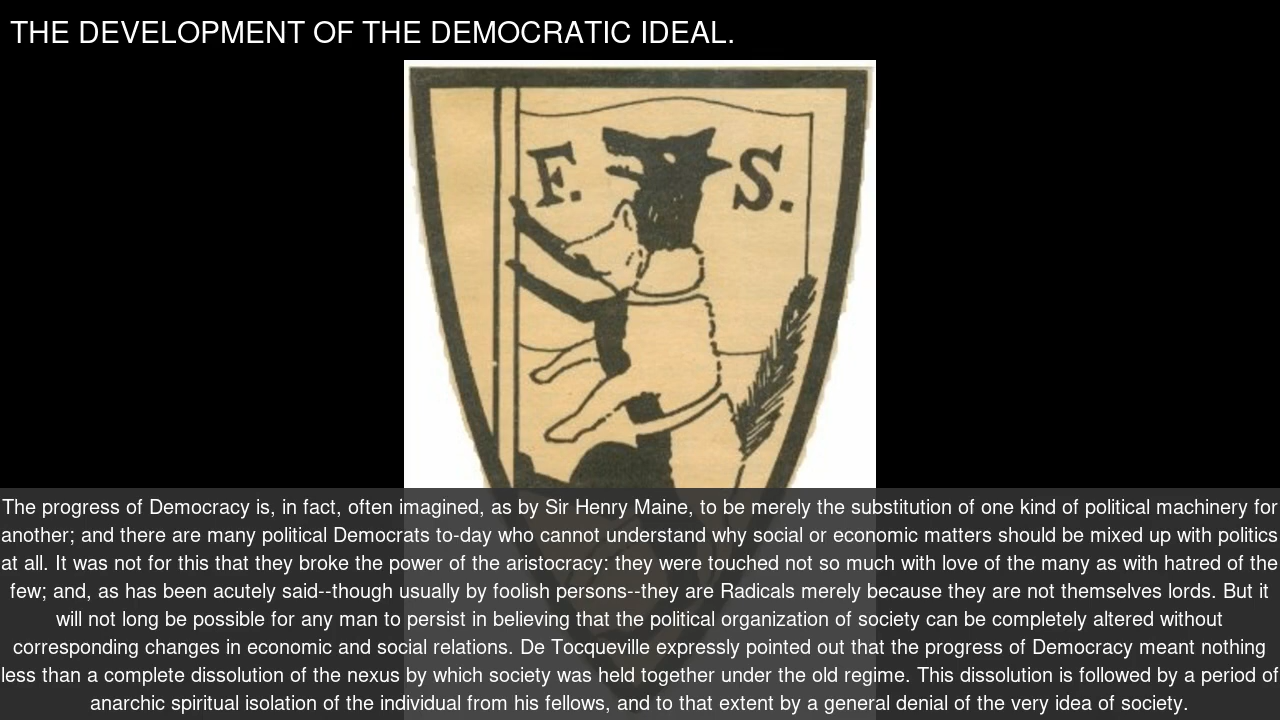 THE DEVELOPMENT OF THE DEMOCRATIC IDEAL.
F. S.
The progress of Democracy is, in fact, often imagined, as by Sir Henry Maine, to be merely the substitution of one kind of political machinery for
another; and there are many political Democrats to-day who cannot understand why social or economic matters should be mixed up with politics
at all. It was not for this that they broke the power of the aristocracy: they were touched not so much with love of the many as with hatred of the
few; and, as has been acutely said--though usually by foolish persons--they are Radicals merely because they are not themselves lords. But it
will not long be possible for any man to persist in believing that the political organization of society can be completely altered without
corresponding changes in economic and social relations. De Tocqueville expressly pointed out that the progress of Democracy meant nothing
less than a complete dissolution of the nexus by which society was held together under the old regime. This dissolution is followed by a period of
anarchic spiritual isolation of the individual from his fellows, and to that extent by a general denial of the very idea of society.